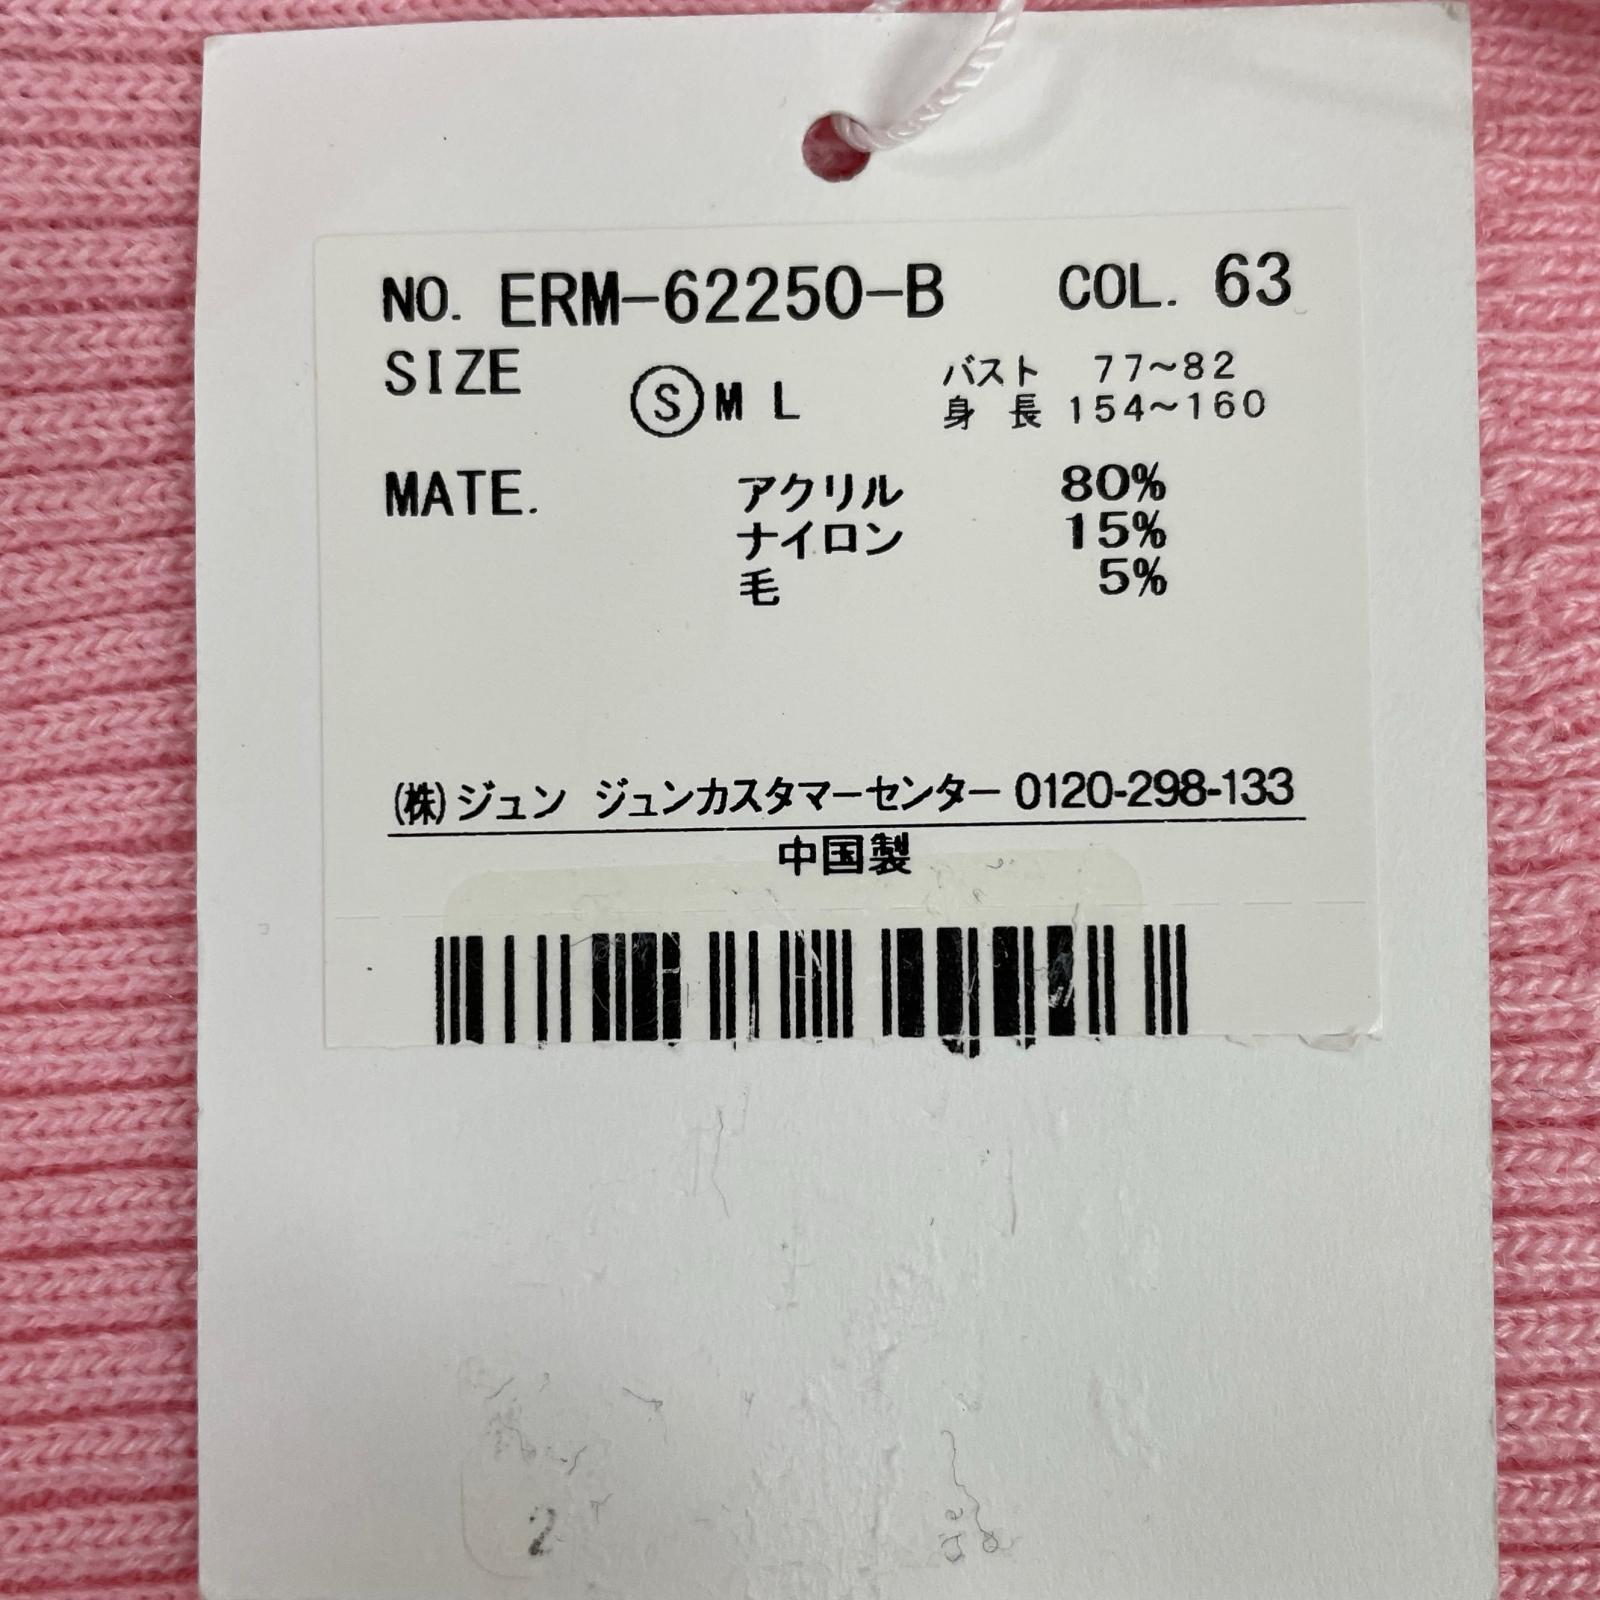 NO. ERM-62250-B COL. 63
SIZE Ⓢ M L バスト 77~82
身長 154~160
MATE. アクリル 80%
ナイロン 15%
毛 5%
(株)ジュン ジュンカスタマーセンター 0120-298-133
中国製
2